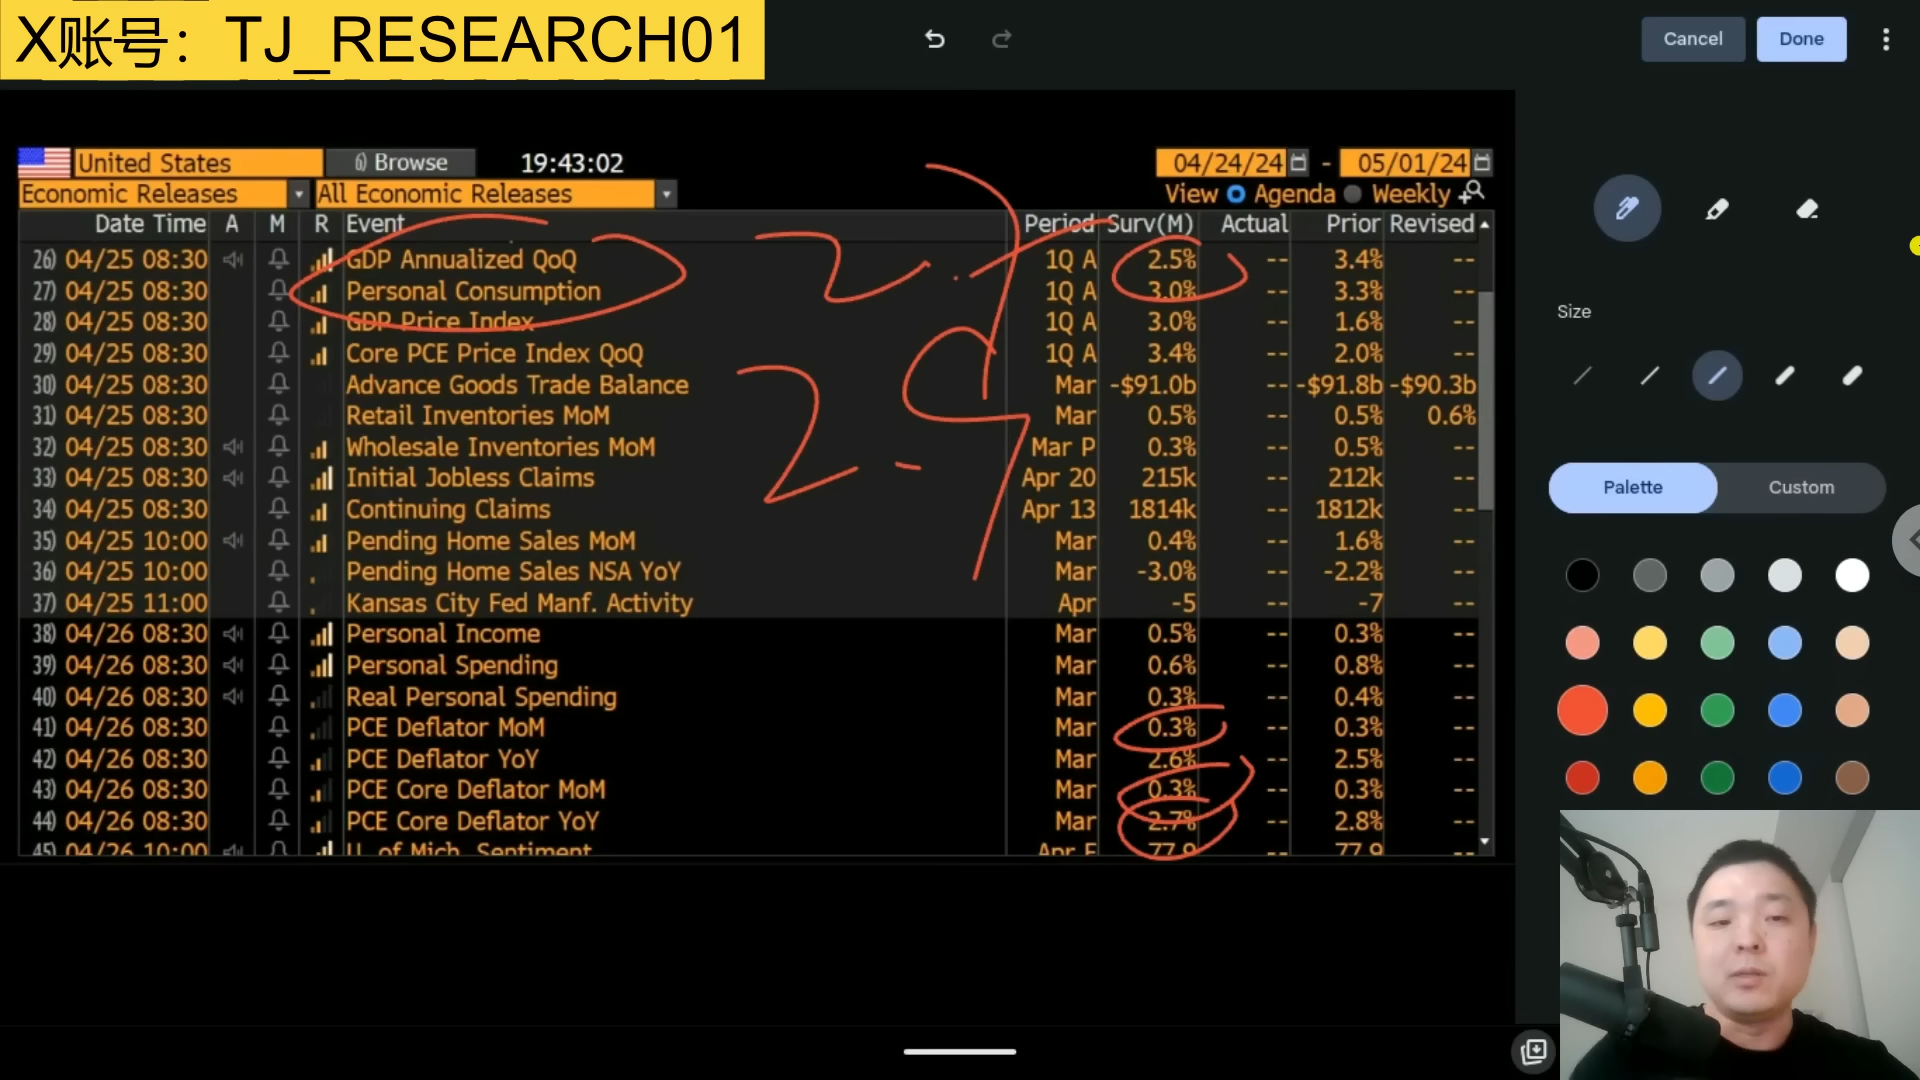 X账号：TJ_RESEARCH01
Cancel Done
United States Browse 19:43:02 04/24/24 - 05/01/24
Economic Releases All Economic Releases View Agenda Weekly
Date Time A M R Event Period Surv(M) Actual Prior Revised
26) 04/25 08:30 GDP Annualized QoQ 1Q A 2.5% -- 3.4% --
27) 04/25 08:30 Personal Consumption 1Q A 3.0% -- 3.3% --
28) 04/25 08:30 GDP Price Index 1Q A 3.0% -- 1.6% --
29) 04/25 08:30 Core PCE Price Index QoQ 1Q A 3.4% -- 2.0% --
30) 04/25 08:30 Advance Goods Trade Balance Mar -$91.0b -- -$91.8b -$90.3b
31) 04/25 08:30 Retail Inventories MoM Mar 0.5% -- 0.5% 0.6%
32) 04/25 08:30 Wholesale Inventories MoM Mar P 0.3% -- 0.5% --
33) 04/25 08:30 Initial Jobless Claims Apr 20 215k -- 212k --
34) 04/25 08:30 Continuing Claims Apr 13 1814k -- 1812k --
35) 04/25 10:00 Pending Home Sales MoM Mar 0.4% -- 1.6% --
36) 04/25 10:00 Pending Home Sales NSA YoY Mar -3.0% -- -2.2% --
37) 04/25 11:00 Kansas City Fed Manf. Activity Apr -5 -- -7 --
38) 04/26 08:30 Personal Income Mar 0.5% -- 0.3% --
39) 04/26 08:30 Personal Spending Mar 0.6% -- 0.8% --
40) 04/26 08:30 Real Personal Spending Mar 0.3% -- 0.4% --
41) 04/26 08:30 PCE Deflator MoM Mar 0.3% -- 0.3% --
42) 04/26 08:30 PCE Deflator YoY Mar 2.6% -- 2.5% --
43) 04/26 08:30 PCE Core Deflator MoM Mar 0.3% -- 0.3% --
44) 04/26 08:30 PCE Core Deflator YoY Mar 2.7% -- 2.8% --
45) 04/26 10:00 U. of Mich. Sentiment Apr F 77.9 -- 77.9 --
Size
Palette Custom